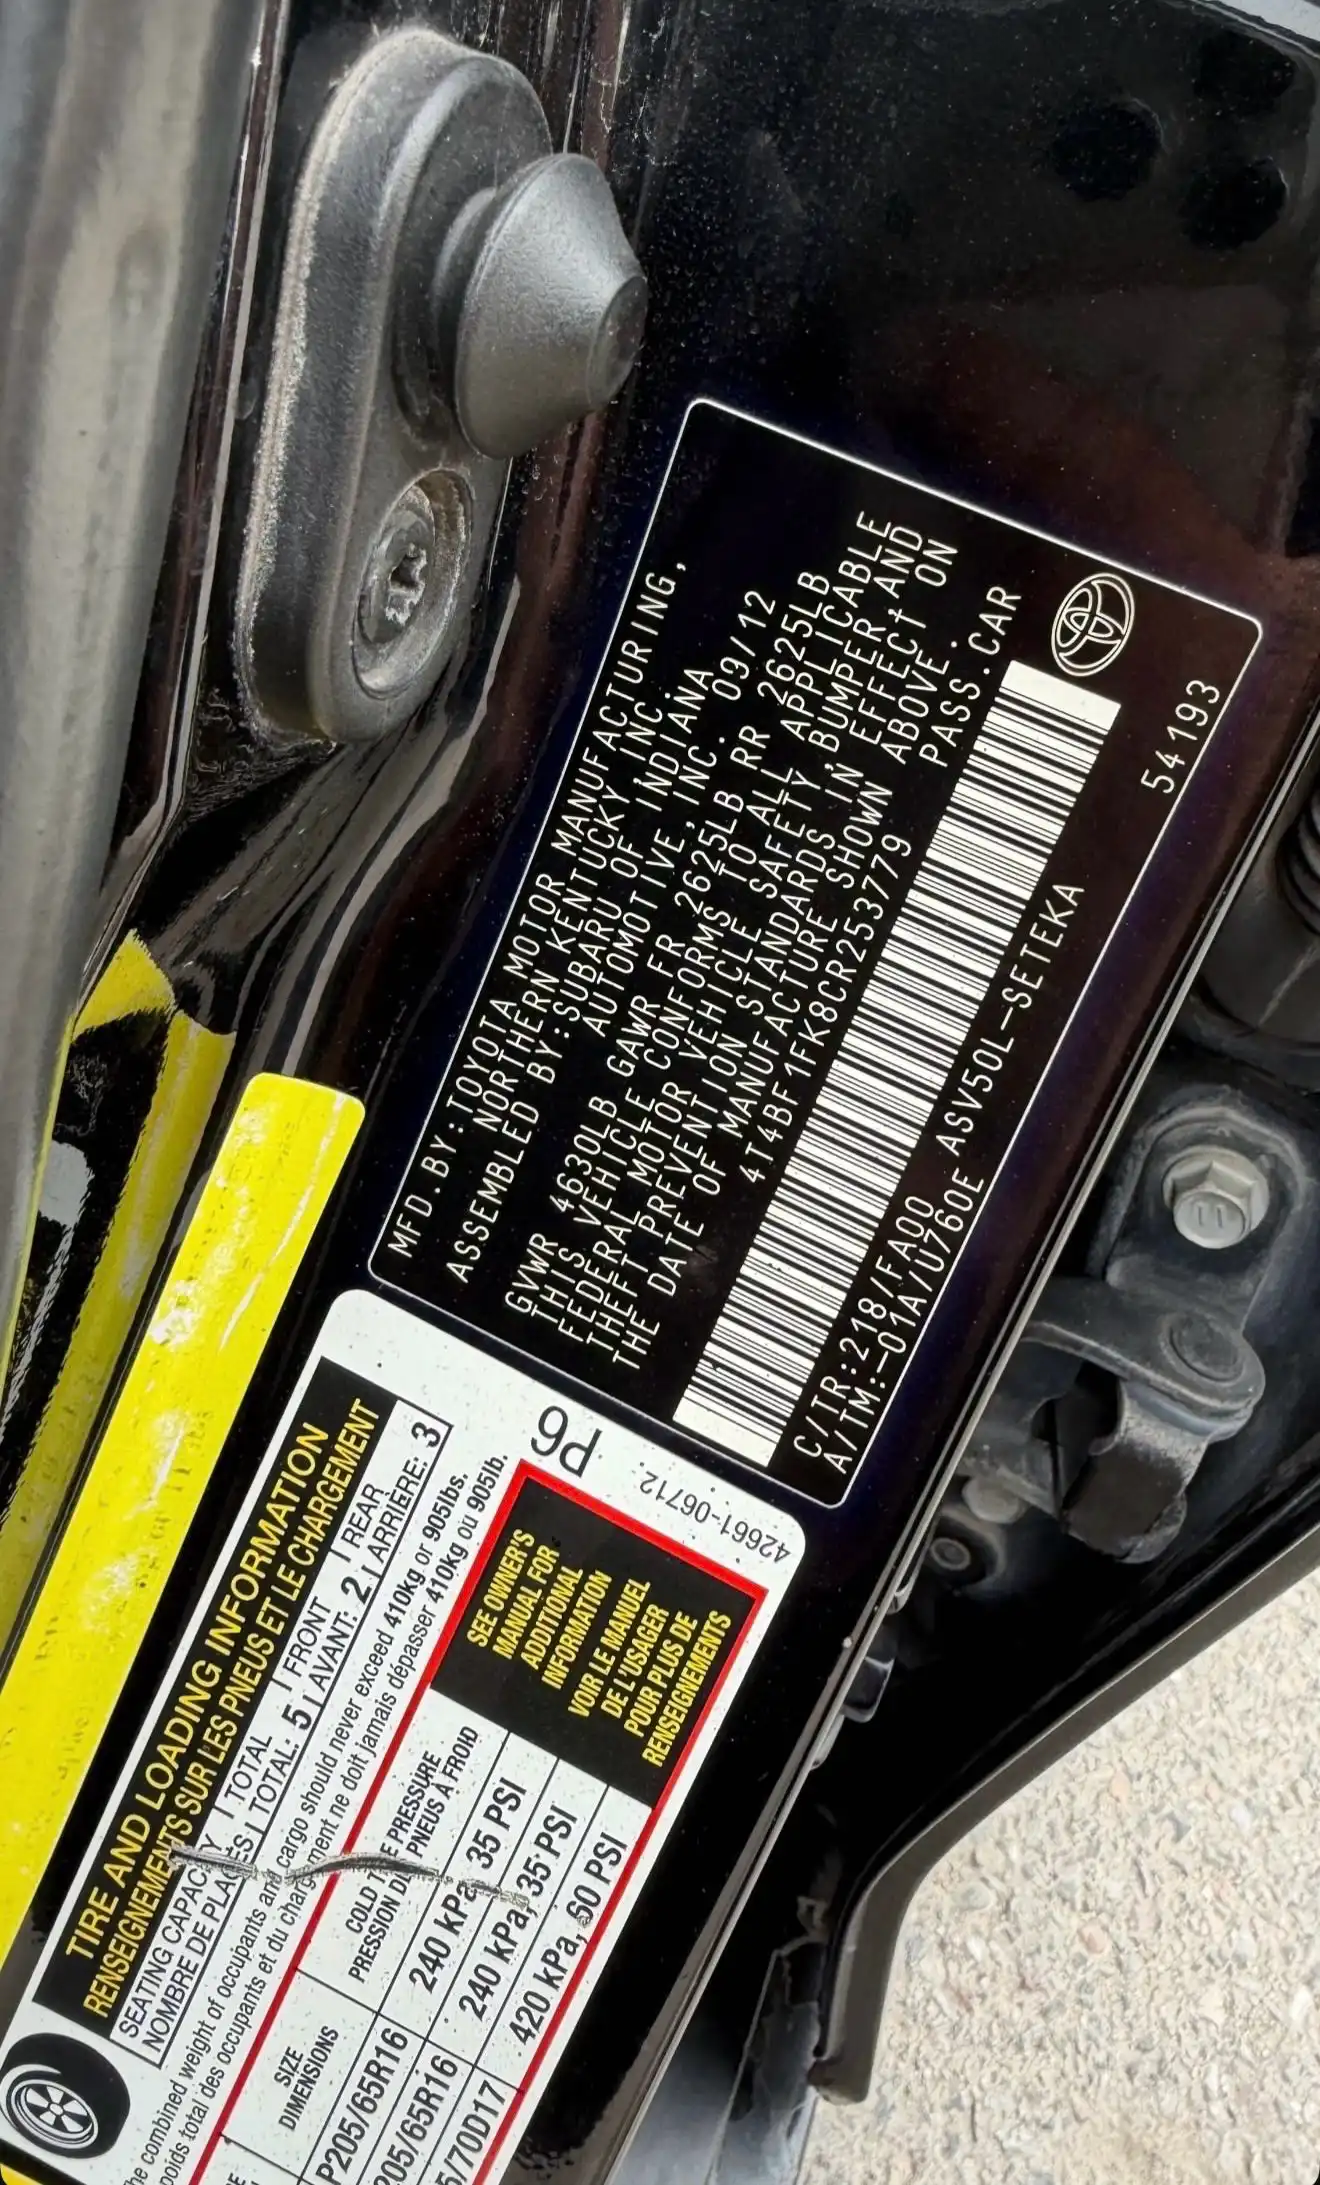 MFD.BY:TOYOTA MOTOR MANUFACTURING,
NORTHERN KENTUCKY INC.
ASSEMBLED BY:SUBARU OF INDIANA
AUTOMOTIVE,INC. 09/12
GVWR 4630LB GAWR FR 2625LB RR 2625LB
THIS VEHICLE CONFORMS TO ALL APPLICABLE
FEDERAL MOTOR VEHICLE SAFETY, BUMPER,AND
THEFT PREVENTION STANDARDS IN EFFECT ON
THE DATE OF MANUFACTURE SHOWN ABOVE.
4T4BF1FK8CR253779 PASS.CAR
C/TR:218/FA00
A/TM:-01A/U760E ASV50L-SETEKA
54193
P6
42661-06712
TIRE AND LOADING INFORMATION
RENSEIGNEMENTS SUR LES PNEUS ET LE CHARGEMENT
SEATING CAPACITY TOTAL FRONT REAR
NOMBRE DE PLACES TOTAL: 5 AVANT: 2 ARRIÈRE: 3
combined weight of occupants and cargo should never exceed 410kg or 905lbs.
poids total des occupants et du chargement ne doit jamais dépasser 410kg ou 905lb.
SIZE
DIMENSIONS
COLD TIRE PRESSURE
PRESSION DU PNEUS À FROID
P205/65R16 240 kPa, 35 PSI
205/65R16 240 kPa, 35 PSI
/70D17 420 kPa, 60 PSI
SEE OWNER'S
MANUAL FOR
ADDITIONAL
INFORMATION
VOIR LE MANUEL
DE L'USAGER
POUR PLUS DE
RENSEIGNEMENTS